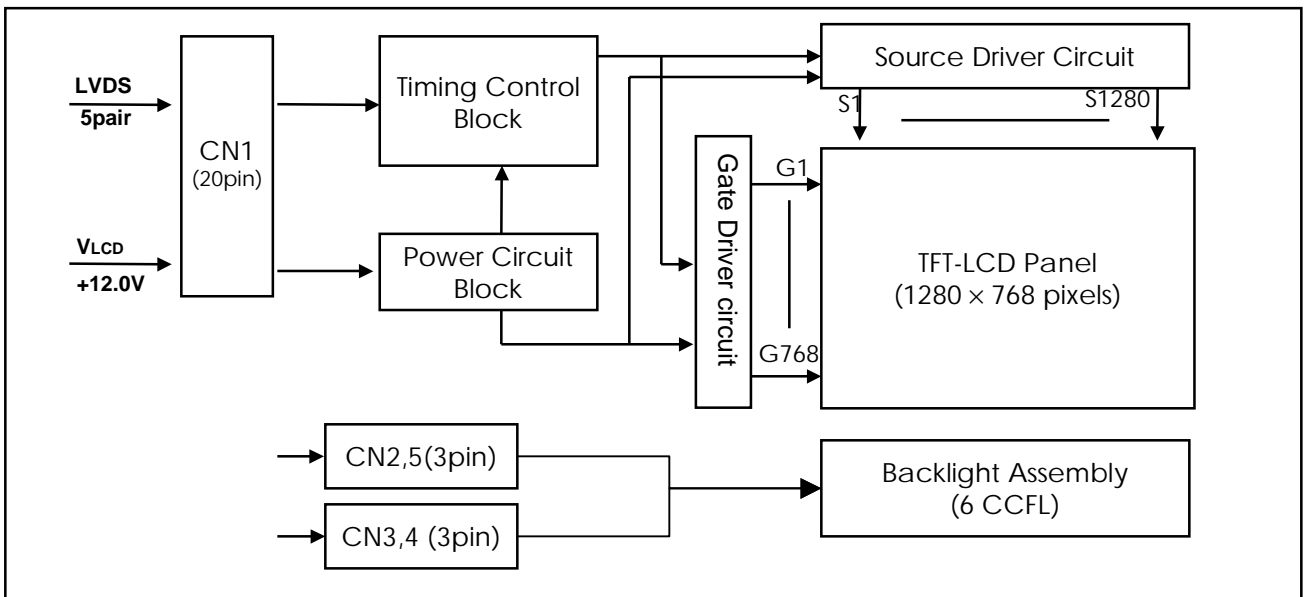 LVDS
5pair
VLCD
+12.0V
CN1
(20pin)
Timing Control
Block
Power Circuit
Block
Source Driver Circuit
S1
S1280
Gate Driver circuit
G1
G768
TFT-LCD Panel
(1280 × 768 pixels)
CN2,5(3pin)
CN3,4 (3pin)
Backlight Assembly
(6 CCFL)